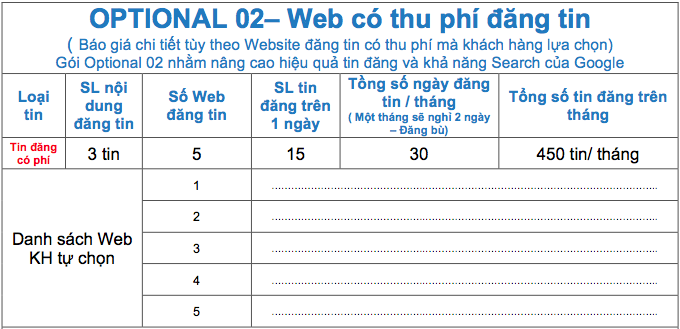 OPTIONAL 02– Web có thu phí đăng tin
( Báo giá chi tiết tùy theo Website đăng tin có thu phí mà khách hàng lựa chọn)
Gói Optional 02 nhằm nâng cao hiệu quả tin đăng và khả năng Search của Google
Loại tin
SL nội dung đăng tin
Số Web đăng tin
SL tin đăng trên 1 ngày
Tổng số ngày đăng tin / tháng
( Một tháng sẽ nghỉ 2 ngày – Đăng bù)
Tổng số tin đăng trên tháng
Tin đăng có phí
3 tin
5
15
30
450 tin/ tháng
Danh sách Web KH tự chọn
1
2
3
4
5